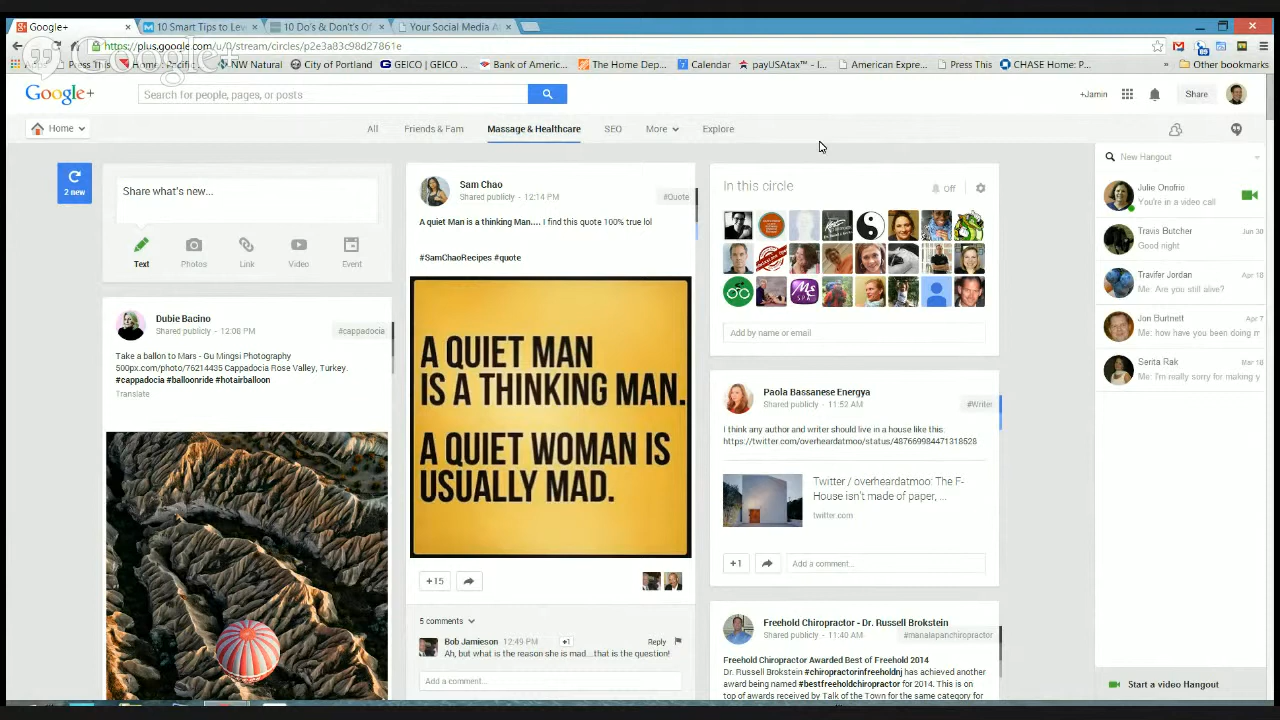 Google+
10 Smart Tips to Lev
10 Do's & Don'ts Of
Your Social Media A
https://plus.google.com/u/0/stream/circles/p2e3a83c98d27861e
Google+
Press This
NW Natural
City of Portland
GEICO | GEICO ...
Bank of Americ...
The Home Dep...
Calendar
payUSAtax™ - I...
American Expre...
Press This
CHASE Home: P...
Other bookmarks
Google+
Search for people, pages, or posts
+Jamin
Share
Home
All
Friends & Fam
Massage & Healthcare
SEO
More
Explore
2 new
Share what's new...
Text
Photos
Link
Video
Event
Dubie Bacino
Shared publicly - 12:08 PM
#cappadocia
Take a ballon to Mars - Gu Mingsi Photography
500px.com/photo/76214435 Cappadocia Rose Valley, Turkey.
#cappadocia #balloonride #hotairballoon
Translate
Sam Chao
Shared publicly - 12:14 PM
#Quote
A quiet Man is a thinking Man.... I find this quote 100% true lol
#SamChaoRecipes #quote
A QUIET MAN
IS A THINKING MAN.
A QUIET WOMAN IS
USUALLY MAD.
+15
5 comments
Bob Jamieson 12:49 PM +1 Reply
Ah, but what is the reason she is mad....that is the question!
Add a comment...
In this circle
Off
Add by name or email
Paola Bassanese Energya
Shared publicly - 11:52 AM
#Writer
I think any author and writer should live in a house like this.
https://twitter.com/overheardatmoo/status/487669984471318528
Twitter / overheardatmoo: The F-
House isn't made of paper, ...
twitter.com
+1
Add a comment...
Freehold Chiropractor - Dr. Russell Brokstein
Shared publicly - 11:40 AM
#manalapanchiropractor
Freehold Chiropractor Awarded Best of Freehold 2014
Dr. Russell Brokstein #chiropractorinfreeholdnj has achieved another
award being named #bestfreeholdchiropractor for 2014. This is on
top of awards received by Talk of the Town for the same category for
New Hangout
Julie Onofrio
You're in a video call
Travis Butcher
Jun 30
Good night
Travifer Jordan
Apr 18
Me: Are you still alive?
Jon Burtnett
Apr 7
Me: how have you been doing m
Serita Rak
Mar 18
Me: I'm really sorry for making y
Start a video Hangout